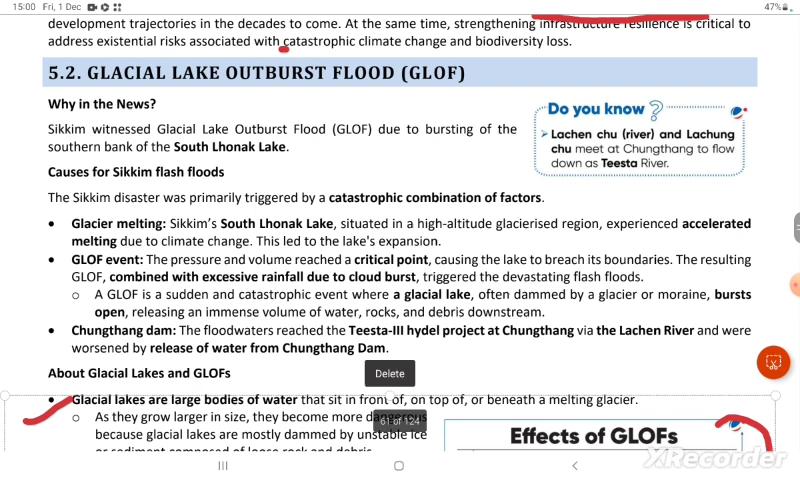 15:00 Fri, 1 Dec
47%
development trajectories in the decades to come. At the same time, strengthening infrastructure resilience is critical to
address existential risks associated with catastrophic climate change and biodiversity loss.
5.2. GLACIAL LAKE OUTBURST FLOOD (GLOF)
Why in the News?
Sikkim witnessed Glacial Lake Outburst Flood (GLOF) due to bursting of the
southern bank of the South Lhonak Lake.
Do you know ?
➤ Lachen chu (river) and Lachung
chu meet at Chungthang to flow
down as Teesta River.
Causes for Sikkim flash floods
The Sikkim disaster was primarily triggered by a catastrophic combination of factors.
• Glacier melting: Sikkim's South Lhonak Lake, situated in a high-altitude glacierised region, experienced accelerated
melting due to climate change. This led to the lake's expansion.
• GLOF event: The pressure and volume reached a critical point, causing the lake to breach its boundaries. The resulting
GLOF, combined with excessive rainfall due to cloud burst, triggered the devastating flash floods.
o A GLOF is a sudden and catastrophic event where a glacial lake, often dammed by a glacier or moraine, bursts
open, releasing an immense volume of water, rocks, and debris downstream.
• Chungthang dam: The floodwaters reached the Teesta-III hydel project at Chungthang via the Lachen River and were
worsened by release of water from Chungthang Dam.
About Glacial Lakes and GLOFs
Delete
• Glacial lakes are large bodies of water that sit in front of, on top of, or beneath a melting glacier.
o As they grow larger in size, they become more dangerous
61 of 124
because glacial lakes are mostly dammed by unstable ice
or sediment composed of loose rock and debris.
Effects of GLOFs
XRecorder